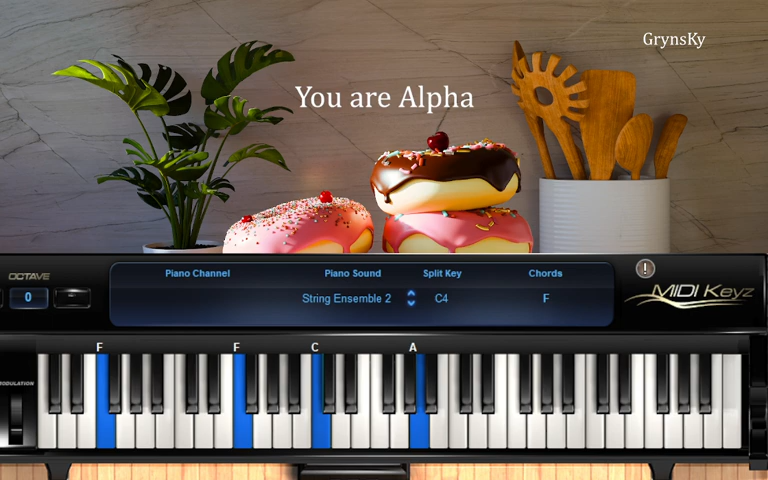 GrynsKy
You are Alpha
OCTAVE
0
Piano Channel
Piano Sound
Split Key
Chords
String Ensemble 2
C4
F
MIDI Keyz
F
F
C
A
MODULATION